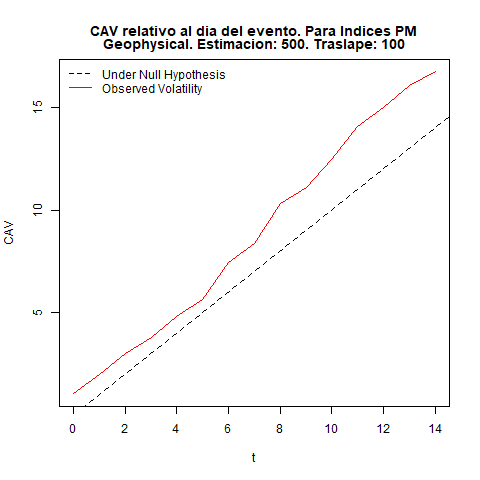 CAV relativo al dia del evento. Para Indices PM
Geophysical. Estimacion: 500. Traslape: 100
Under Null Hypothesis
Observed Volatility
15
10
5
CAV
0 2 4 6 8 10 12 14
t